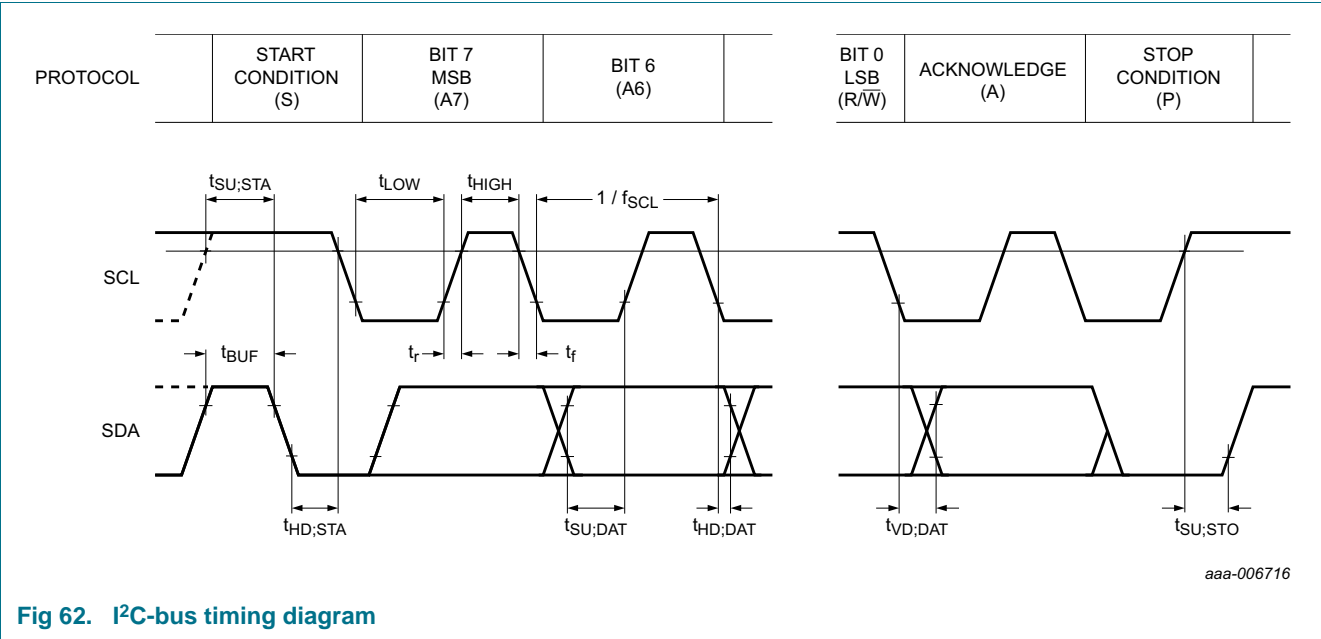 PROTOCOL
START
CONDITION
(S)
BIT 7
MSB
(A7)
BIT 6
(A6)
BIT 0
LSB
(R/W̅)
ACKNOWLEDGE
(A)
STOP
CONDITION
(P)
tSU;STA
tLOW
tHIGH
1 / fSCL
SCL
tBUF
tr
tf
SDA
tHD;STA
tSU;DAT
tHD;DAT
tVD;DAT
tSU;STO
aaa-006716
Fig 62. I²C-bus timing diagram